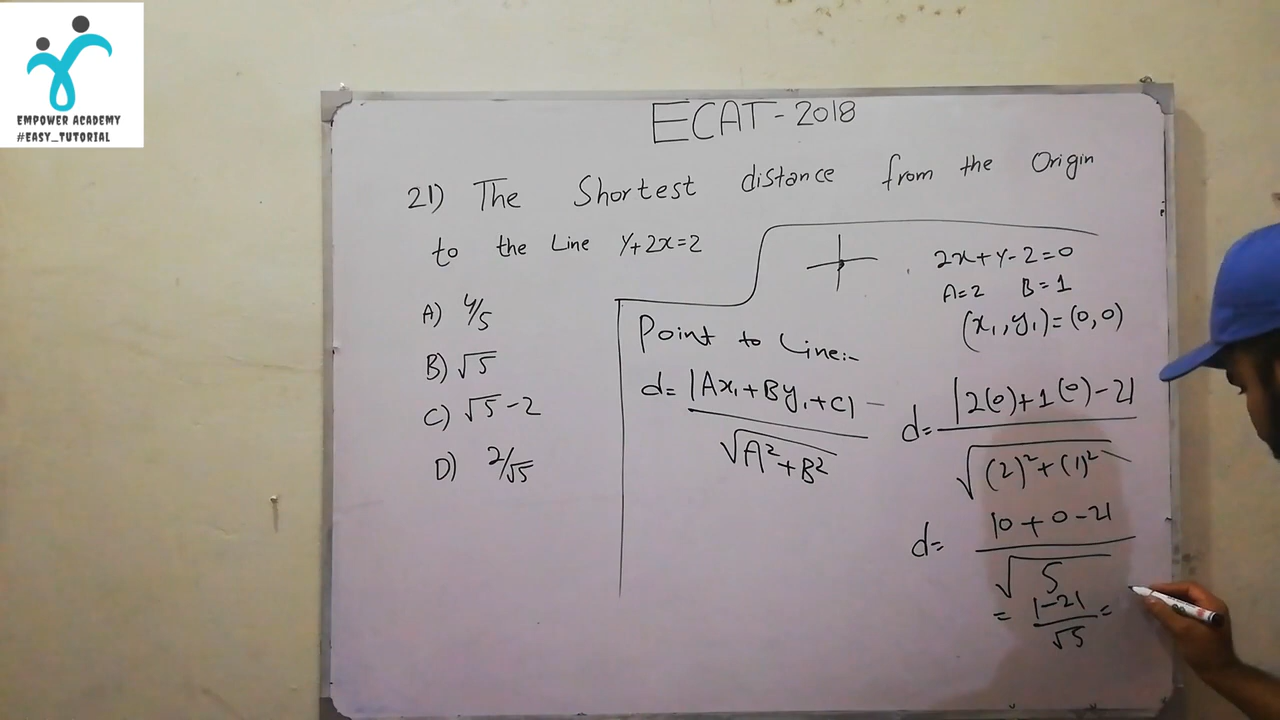 EMPOWER ACADEMY
#EASY_TUTORIAL
ECAT - 2018
21) The Shortest distance from the Origin
to the Line Y+2x=2
A) 4/5
B) √5
C) √5-2
D) 2/√5
2x+Y-2=0
A=2 B=1
(x₁,y₁)=(0,0)
Point to Line:-
d= |Ax₁+By₁+C|
√A²+B²
d= |2(0)+1(0)-2|
√(2)²+(1)²
d= |0+0-2|
√5
= |-2| =
√5